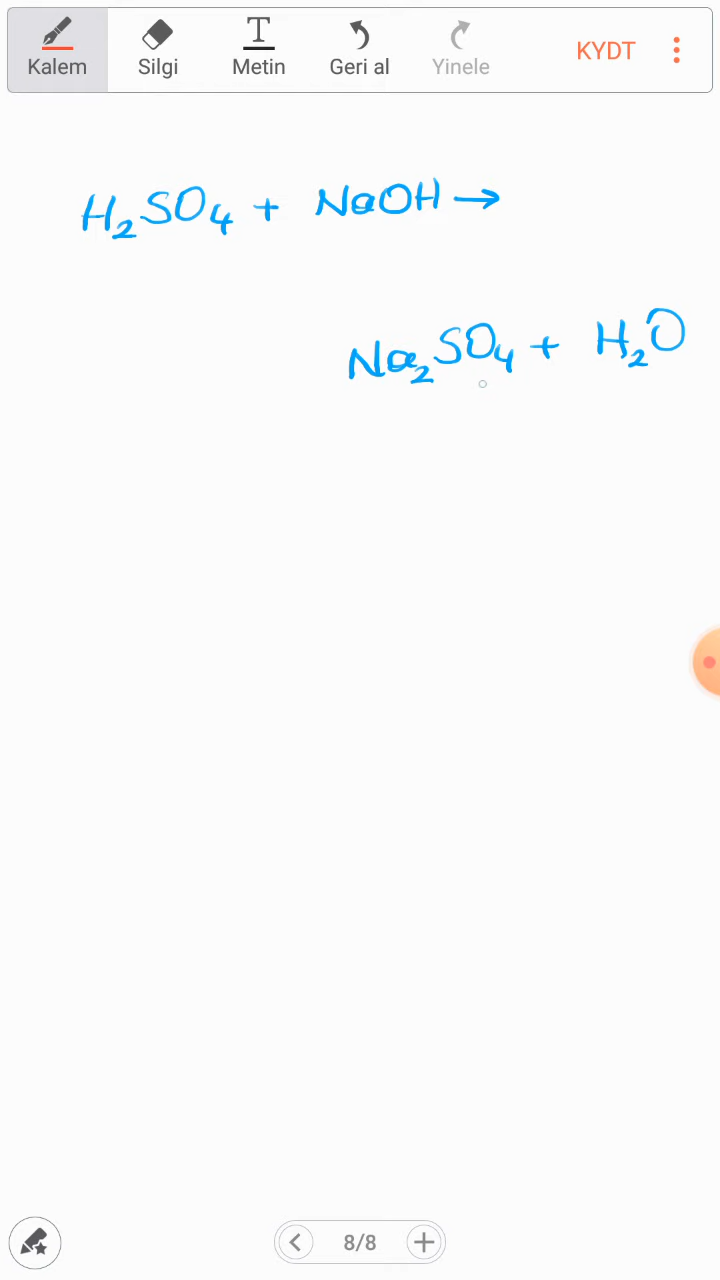 Kalem Silgi Metin Geri al Yinele KYDT
H₂SO₄ + NaOH →
Na₂SO₄ + H₂O
8/8